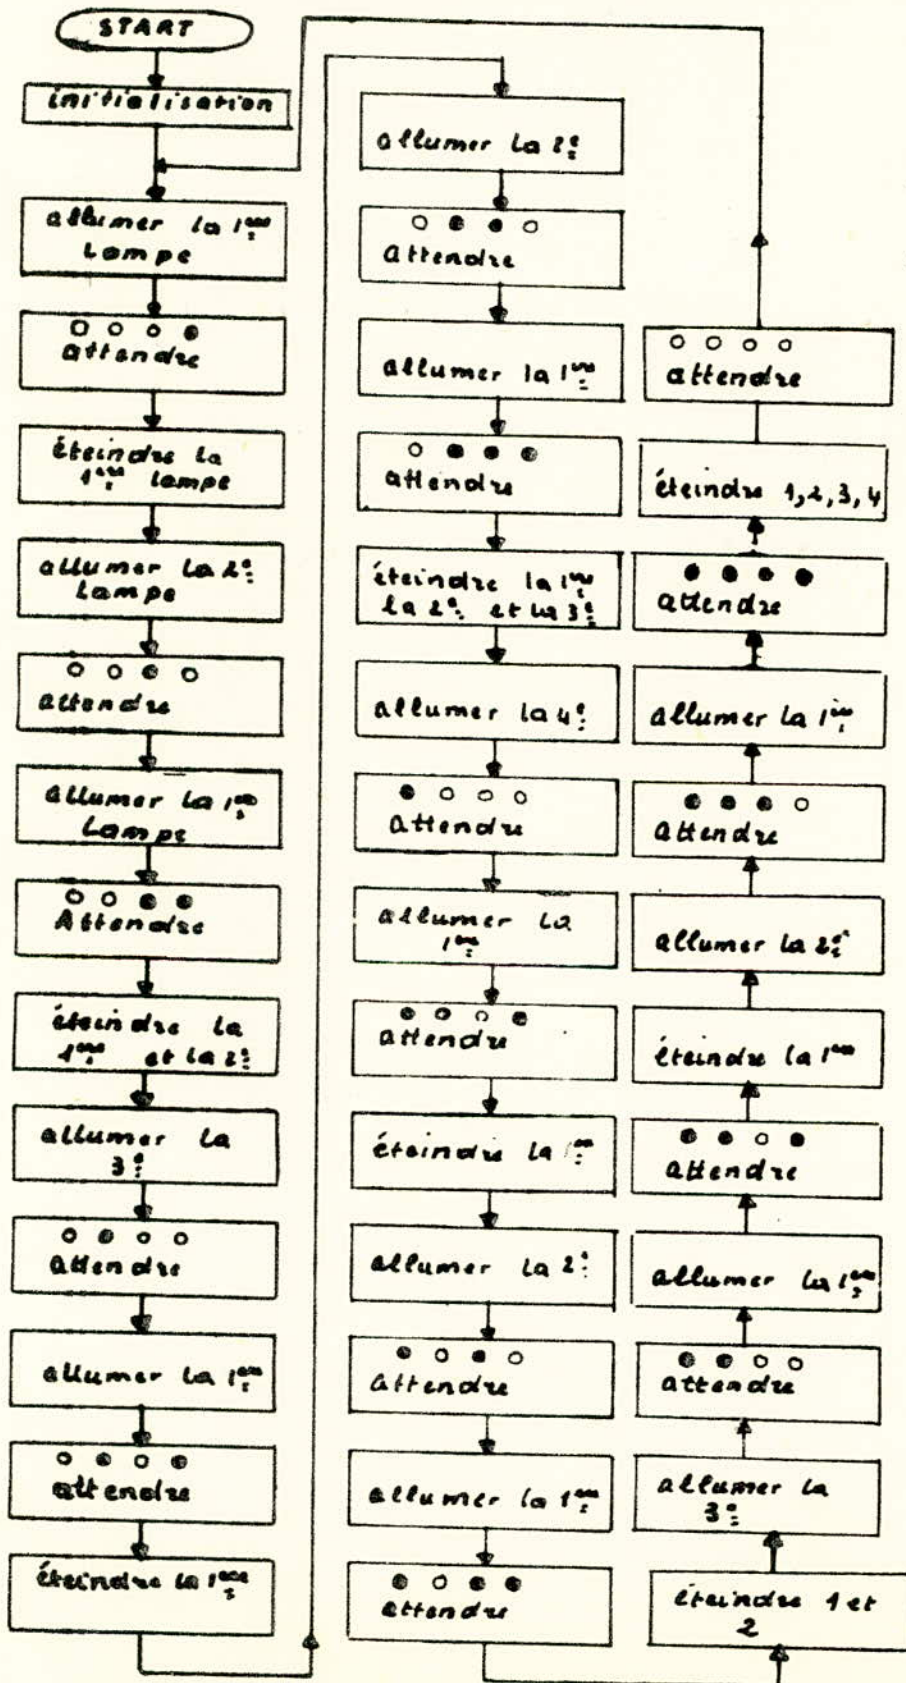 START
initialisation
allumer la 1ère
Lampe
attendre
éteindre la
1ère lampe
allumer la 2e
Lampe
attendre
allumer la 1ère
Lampe
Attendre
éteindre la
1ère et la 2e
allumer la
3e
attendre
allumer la 1ère
attendre
éteindre la 1ère
allumer la 2e
attendre
allumer la 1ère
attendre
éteindre la 1ère
la 2e et la 3e
allumer la 4e
attendre
allumer la
1ère
attendre
éteindre la 1ère
allumer la 2e
attendre
allumer la 1ère
attendre
éteindre 1 et
2
allumer la
3e
attendre
allumer la 1ère
attendre
éteindre la 1ère
allumer la 2e
attendre
allumer la 1ère
attendre
éteindre 1, 2, 3, 4
attendre